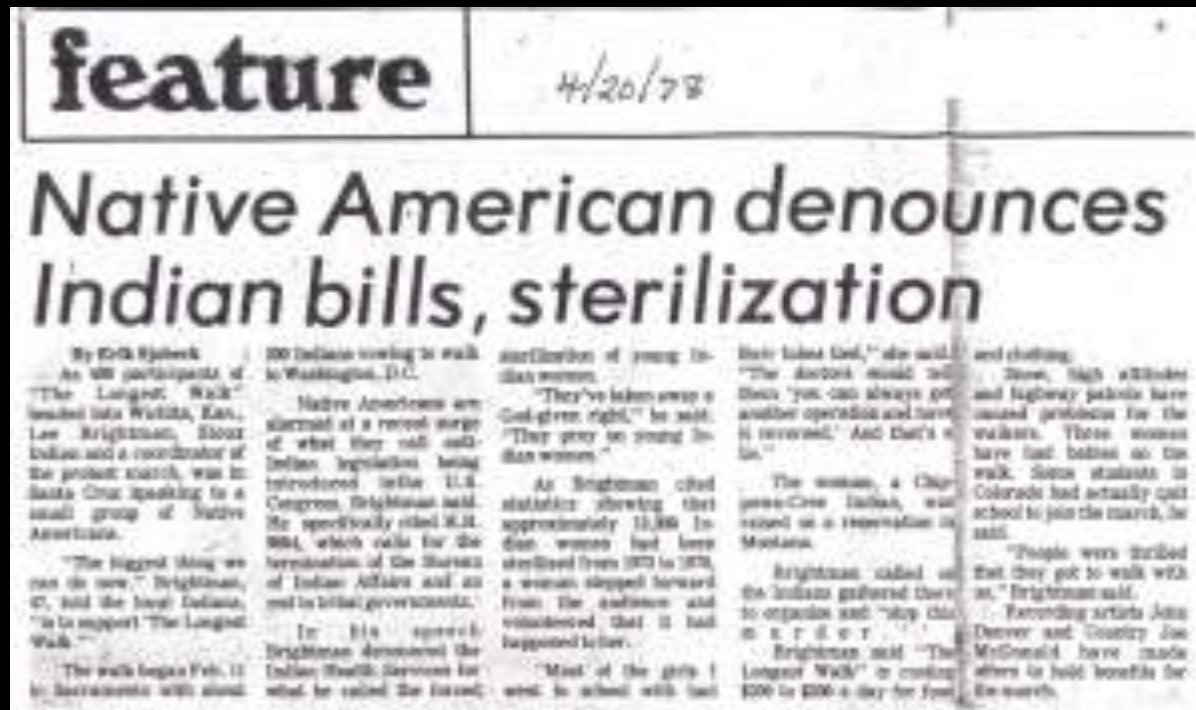 feature
4/20/78
Native American denounces
Indian bills, sterilization
By Erik
As 400 participants of
"The Longest Walk"
headed into Wichita, Kan.,
Lee Brightman, Sioux
Indian and a coordinator of
the protest march, was in
Santa Cruz speaking to a
small group of Native
Americans.
"The biggest thing we
can do now," Brightman,
47, told the local Indians,
"is to support 'The Longest
Walk.'"
The walk began Feb. 11
in Sacramento with about
200 Indians vowing to walk
to Washington, D.C.
Native Americans are
alarmed at a recent surge
of what they call anti-
Indian legislation being
introduced in the U.S.
Congress, Brightman said.
He specifically cited H.R.
which calls for the
termination of the Bureau
of Indian Affairs and an
end to tribal governments.
In his speech
Brightman denounced the
Indian Health Services for
what he called the forced
sterilization of young In-
dian women.
"They've taken away a
God-given right," he said.
"They prey on young In-
dian women."
As Brightman cited
statistics showing that
approximately In-
dian women had been
sterilized from to
a woman stepped forward
from the audience and
volunteered that it had
happened to her.
"Most of the girls I
went to school with had
their tubes tied," she said.
"The doctors would tell
them 'you can always get
another operation and have
it reversed.' And that's a
lie."
The woman, a Chip-
pewa-Cree Indian, was
raised on a reservation in
Montana.
Brightman called on
the Indians gathered there
to organize and "stop this
murder."
Brightman said "The
Longest Walk" is costing
a day for food
and clothing.
Snow, high altitudes
and highway patrols have
caused problems for the
walkers. Three women
have had babies on the
walk. Some students in
Colorado had actually quit
school to join the march, he
said.
"People were thrilled
that they got to walk with
us," Brightman said.
Recording artists John
Denver and Country Joe
McDonald have made
offers to hold benefits for
the march.